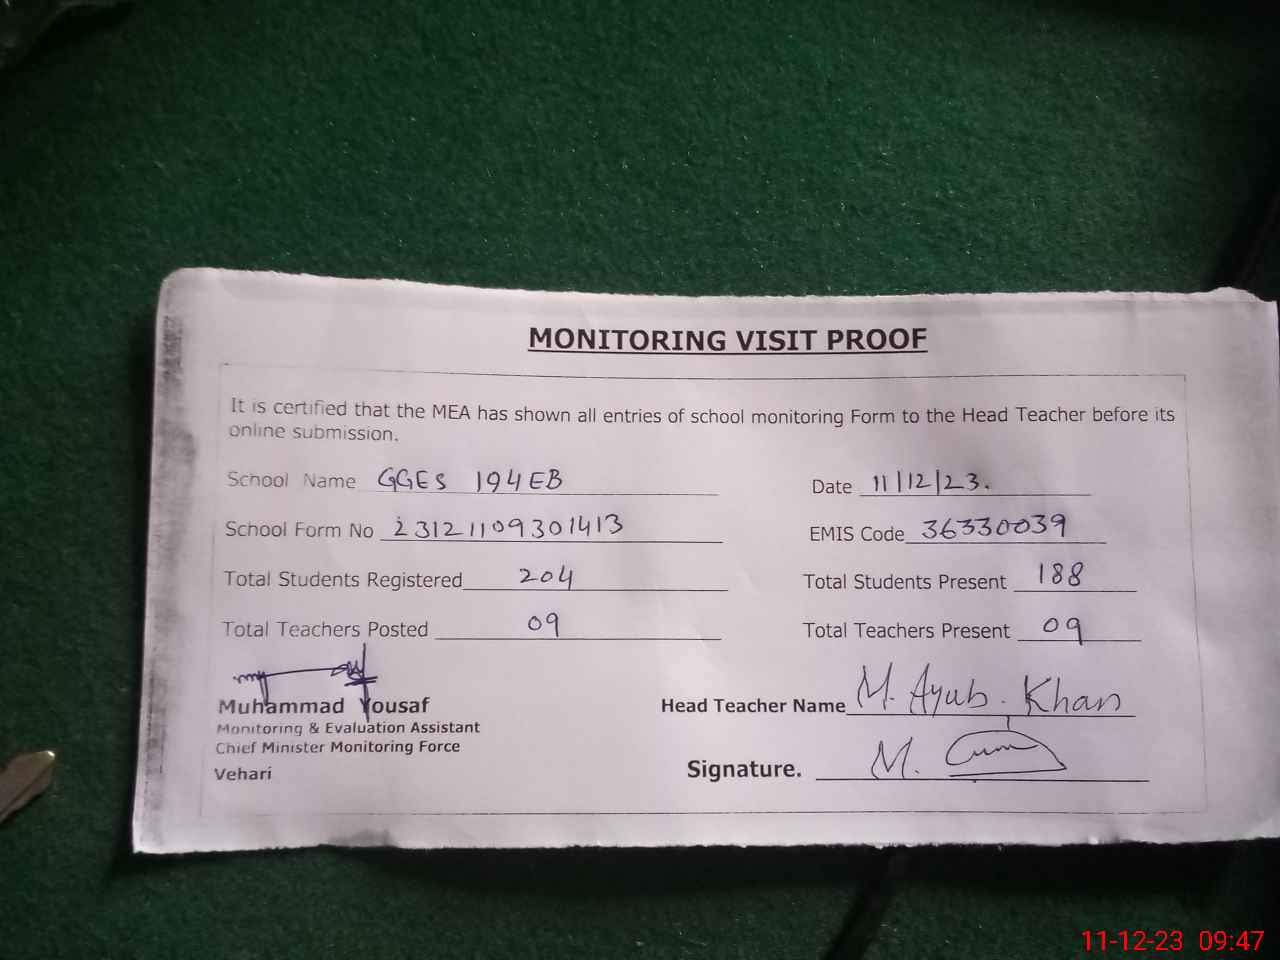 MONITORING VISIT PROOF
It is certified that the MEA has shown all entries of school monitoring Form to the Head Teacher before its
online submission.
School Name GGES 194EB Date 11/12/23.
School Form No 23121109301413 EMIS Code 36330039
Total Students Registered 204 Total Students Present 188
Total Teachers Posted 09 Total Teachers Present 09
Muhammad Yousaf Head Teacher Name M. Ayub. Khan
Monitoring & Evaluation Assistant
Chief Minister Monitoring Force
Vehari Signature. M.
11-12-23 09:47